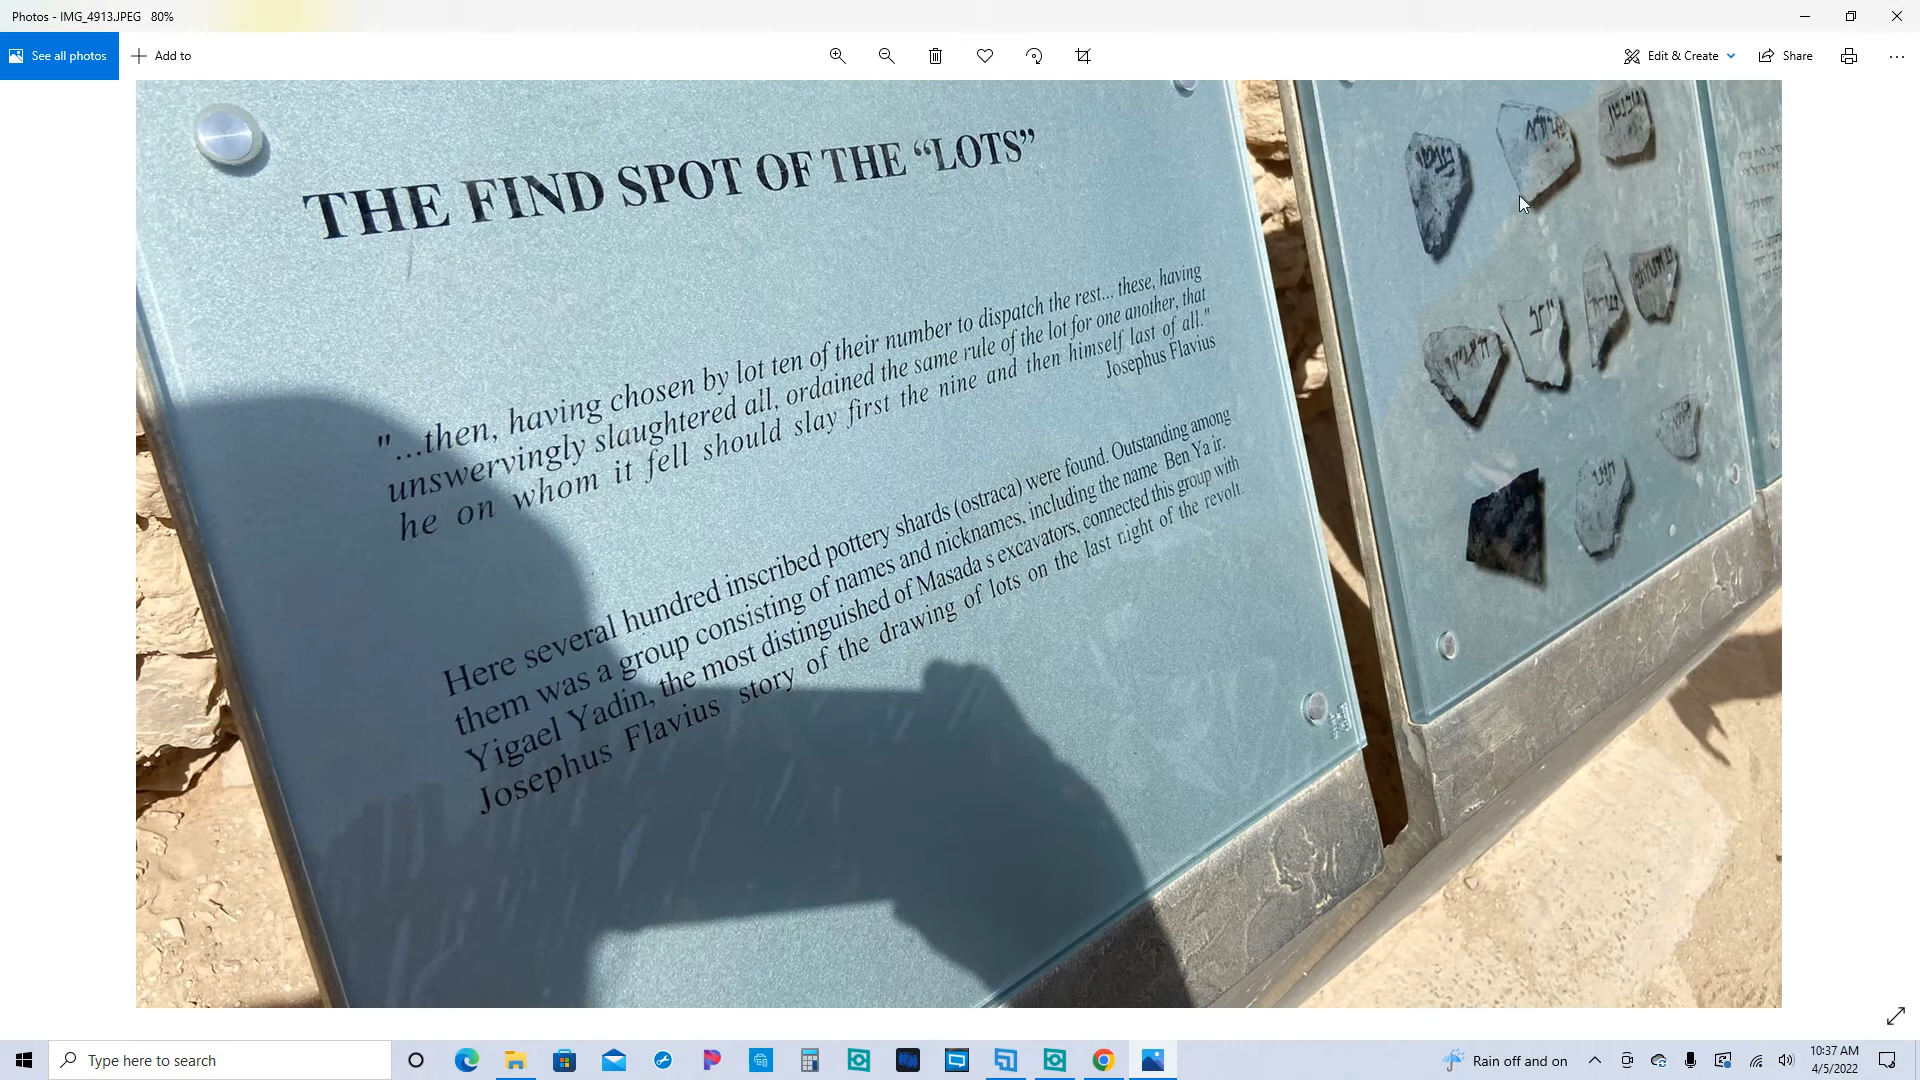 Photos - IMG_4913.JPEG 80%
See all photos
Add to
Edit & Create
Share
THE FIND SPOT OF THE “LOTS”
"...then, having chosen by lot ten of their number to dispatch the rest... these, having
unswervingly slaughtered all, ordained the same rule of the lot for one another, that
he on whom it fell should slay first the nine and then himself last of all."
Josephus Flavius
Here several hundred inscribed pottery shards (ostraca) were found. Outstanding among
them was a group consisting of names and nicknames, including the name Ben Ya ir.
Yigael Yadin, the most distinguished of Masada s excavators, connected this group with
Josephus Flavius story of the drawing of lots on the last night of the revolt.
Type here to search
Rain off and on
10:37 AM
4/5/2022